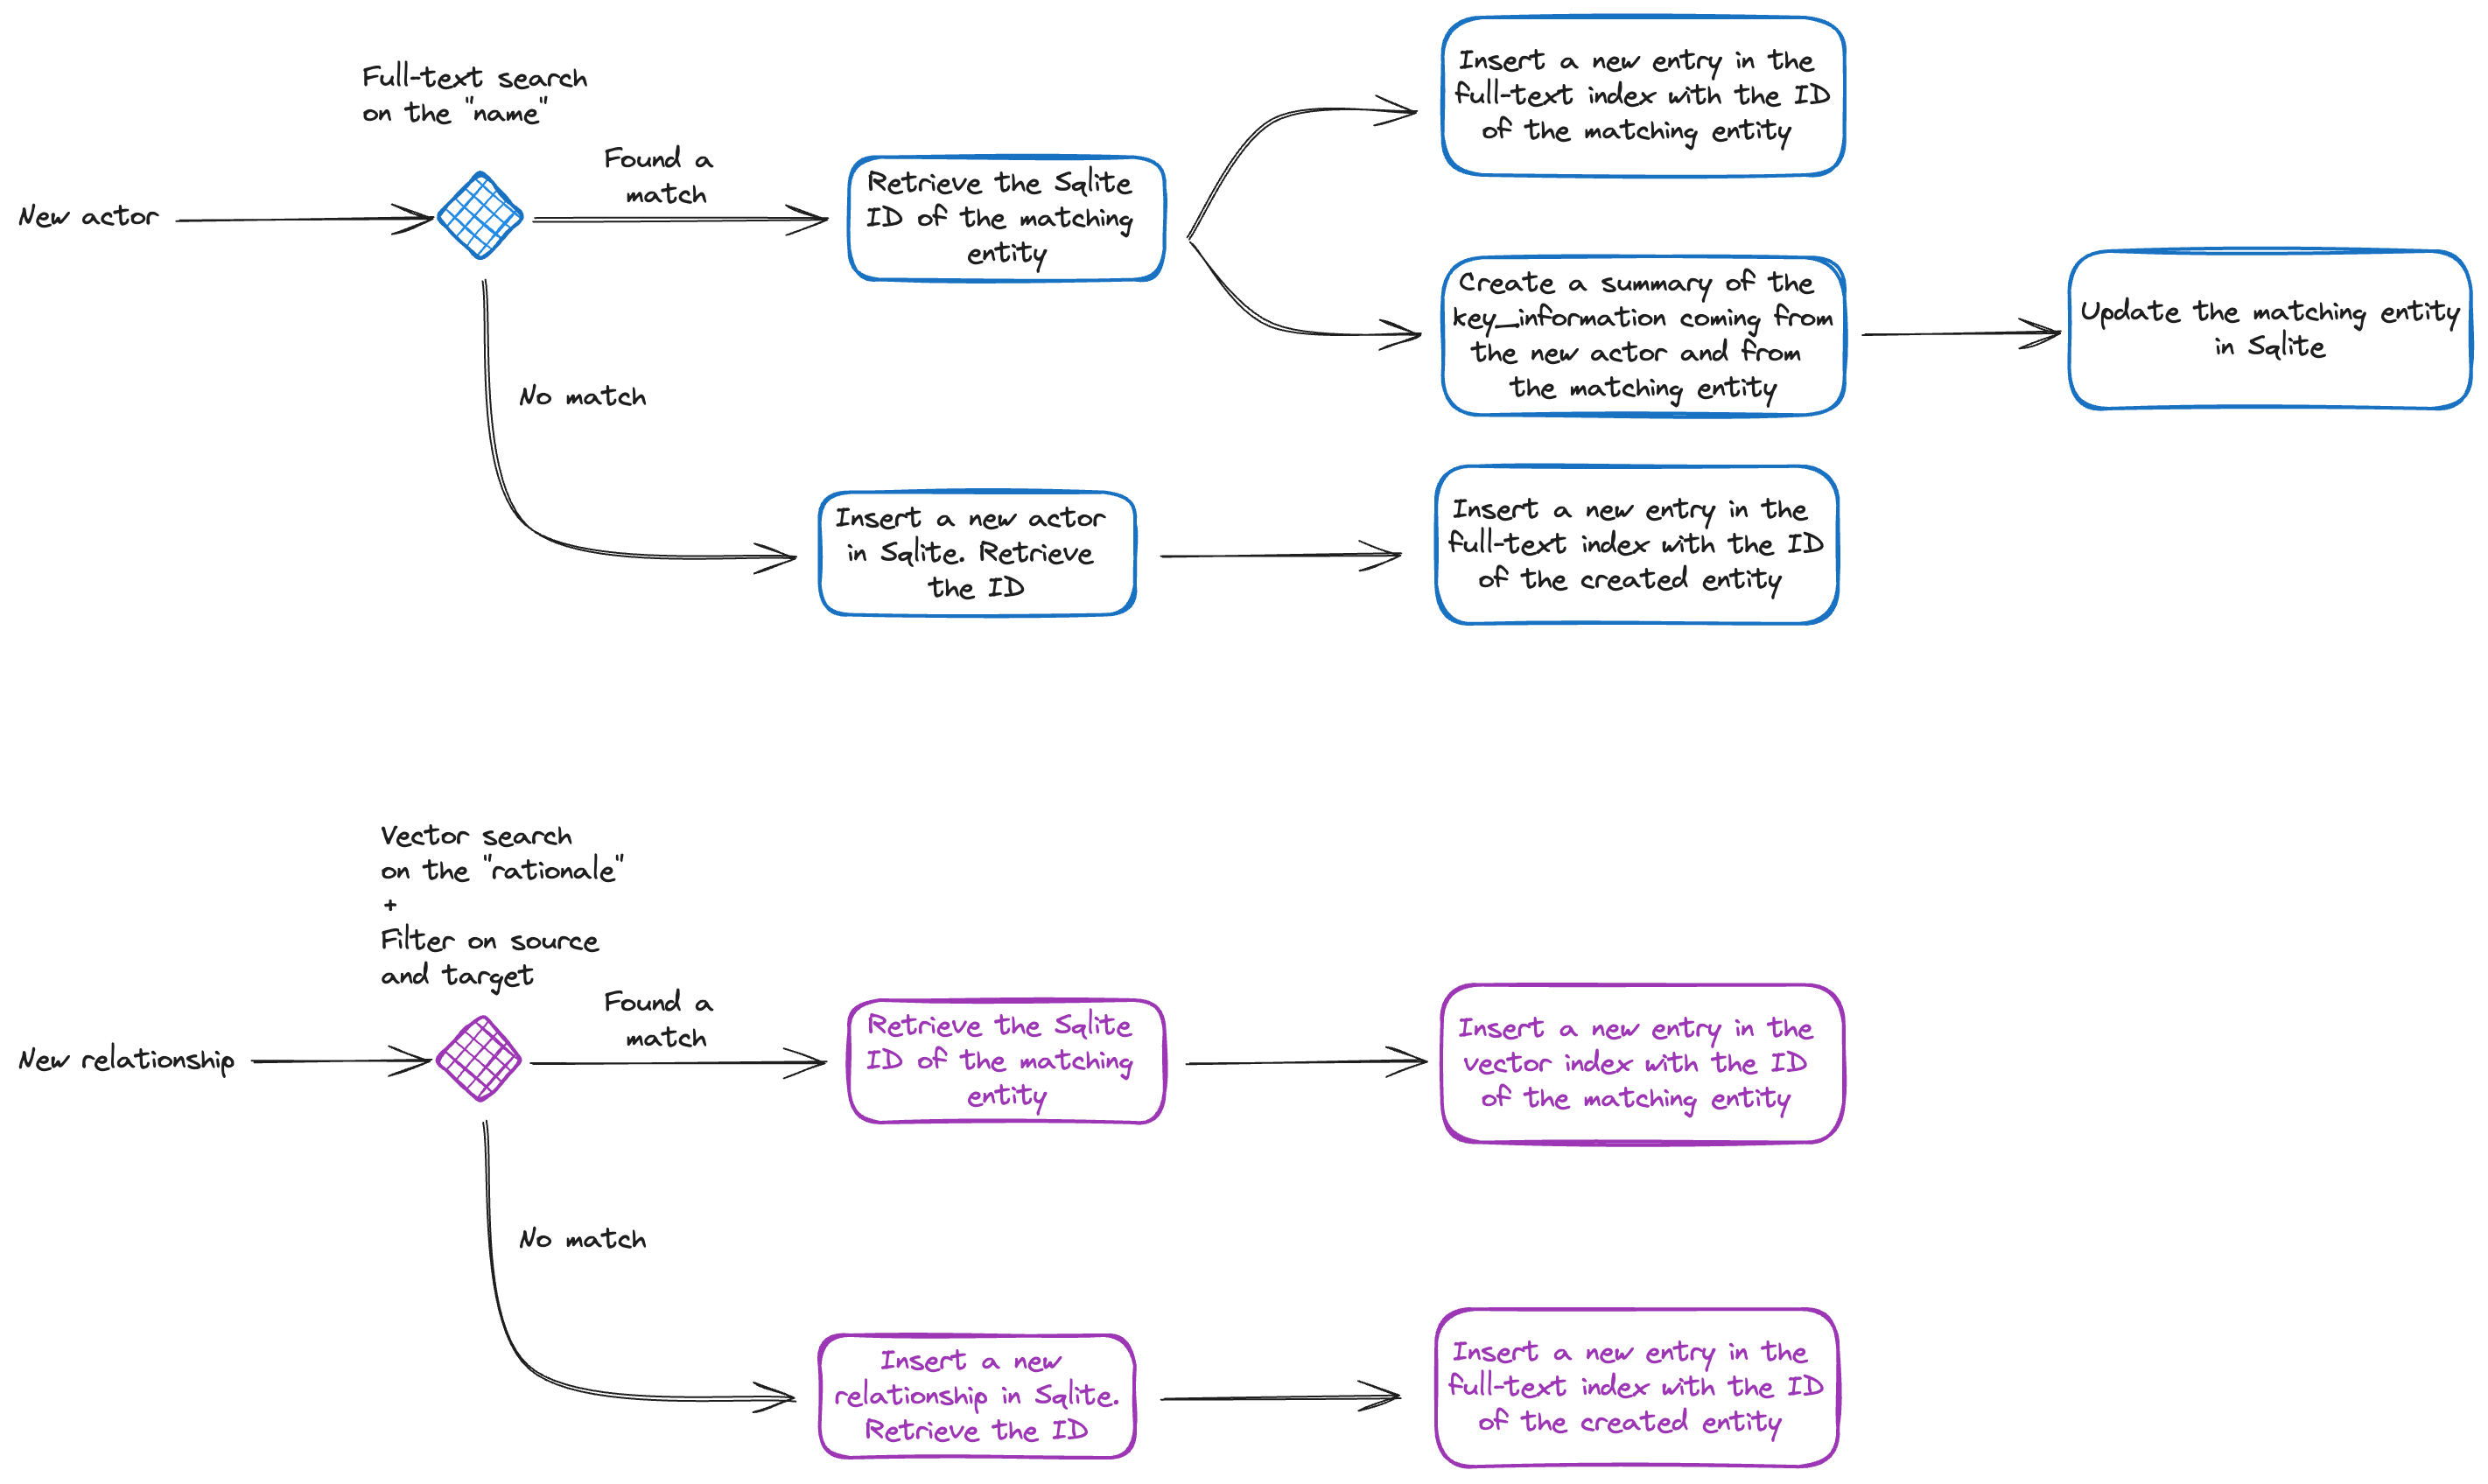 Full-text search
on the "name"
New actor
Found a
match
No match
Retrieve the Sqlite
ID of the matching
entity
Insert a new entry in the
full-text index with the ID
of the matching entity
Create a summary of the
key_information coming from
the new actor and from
the matching entity
Update the matching entity
in Sqlite
Insert a new actor
in Sqlite. Retrieve
the ID
Insert a new entry in the
full-text index with the ID
of the created entity
Vector search
on the "rationale"
+
Filter on source
and target
New relationship
Found a
match
No match
Retrieve the Sqlite
ID of the matching
entity
Insert a new entry in the
vector index with the ID
of the matching entity
Insert a new
relationship in Sqlite.
Retrieve the ID
Insert a new entry in the
full-text index with the ID
of the created entity